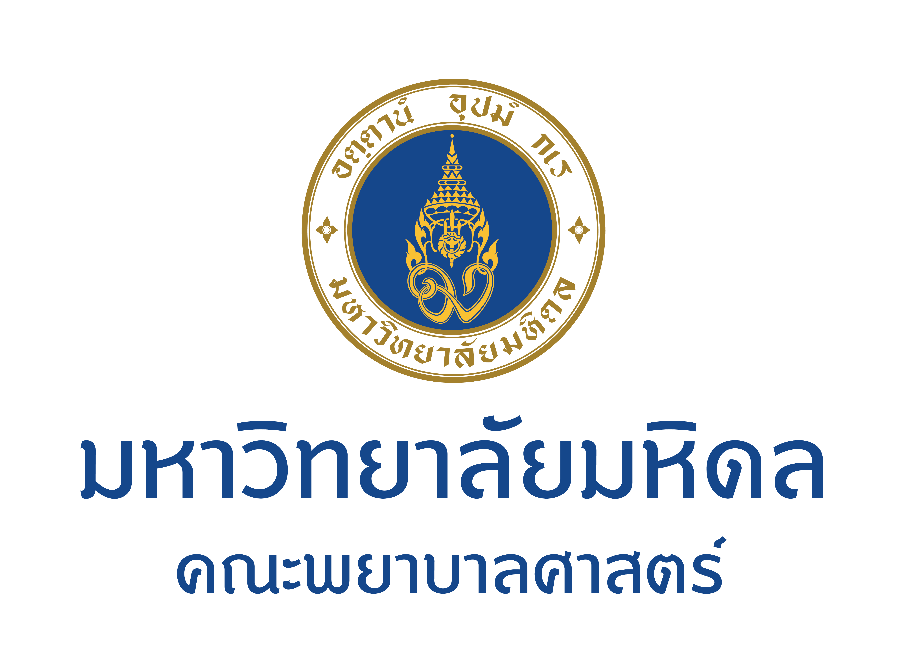 อตฺตานํ อุปมํ กเร
มหาวิทยาลัยมหิดล
มหาวิทยาลัยมหิดล
คณะพยาบาลศาสตร์